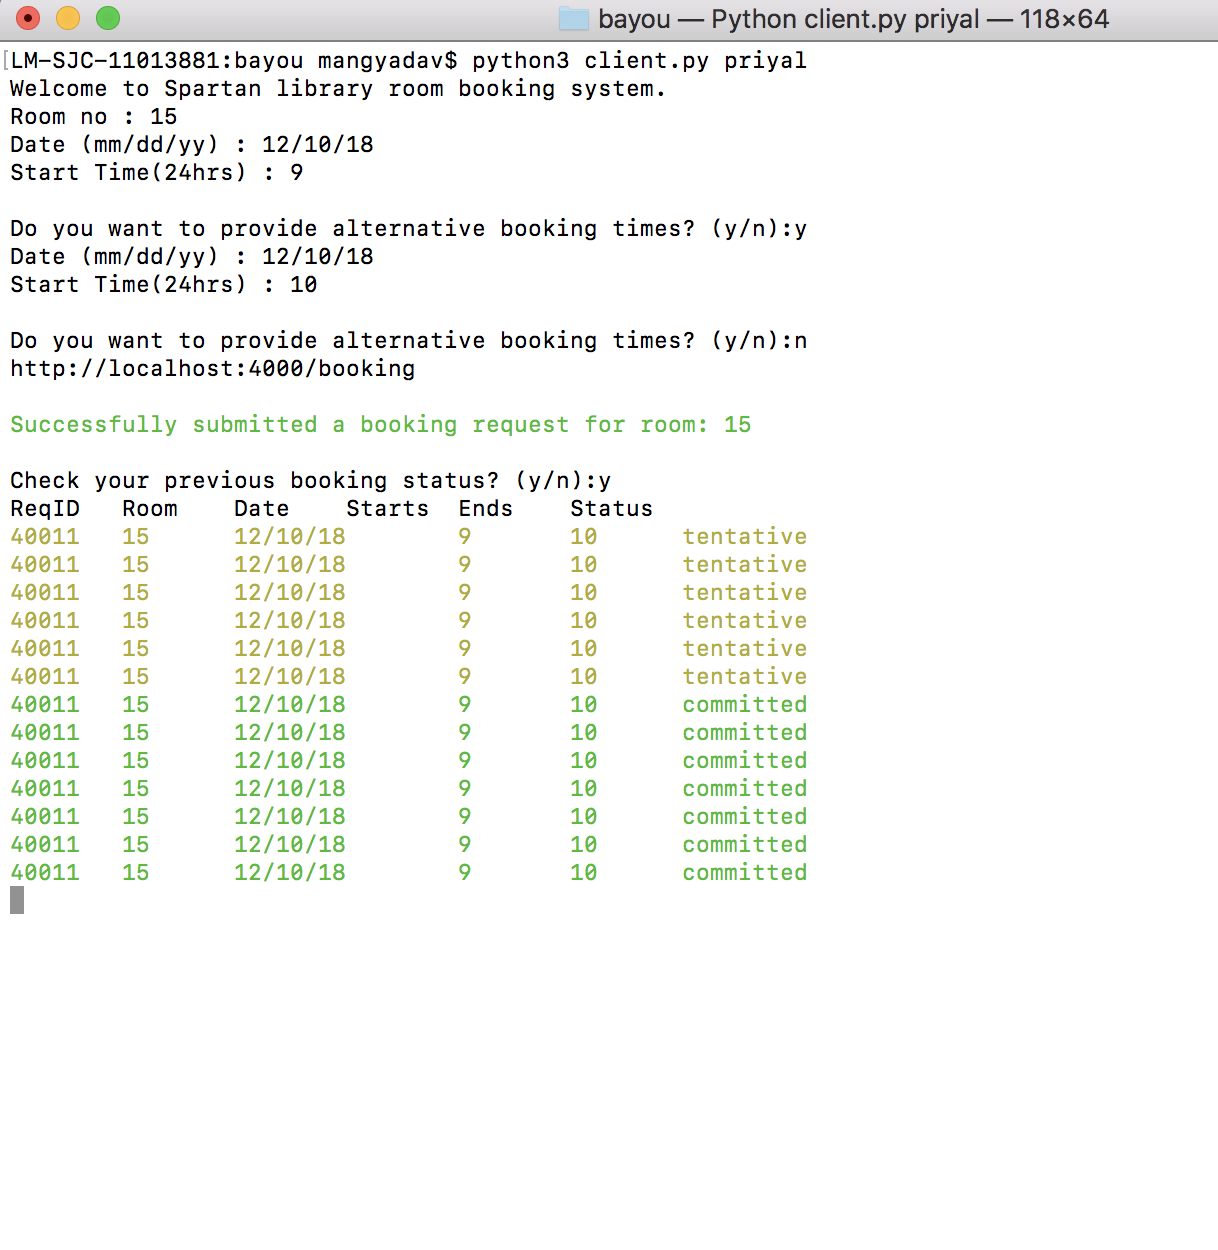 bayou — Python client.py priyal — 118×64
[LM-SJC-11013881:bayou mangyadav$ python3 client.py priyal
Welcome to Spartan library room booking system.
Room no : 15
Date (mm/dd/yy) : 12/10/18
Start Time(24hrs) : 9
Do you want to provide alternative booking times? (y/n):y
Date (mm/dd/yy) : 12/10/18
Start Time(24hrs) : 10
Do you want to provide alternative booking times? (y/n):n
http://localhost:4000/booking
Successfully submitted a booking request for room: 15
Check your previous booking status? (y/n):y
ReqID   Room    Date    Starts  Ends    Status
40011   15      12/10/18        9       10      tentative
40011   15      12/10/18        9       10      tentative
40011   15      12/10/18        9       10      tentative
40011   15      12/10/18        9       10      tentative
40011   15      12/10/18        9       10      tentative
40011   15      12/10/18        9       10      tentative
40011   15      12/10/18        9       10      committed
40011   15      12/10/18        9       10      committed
40011   15      12/10/18        9       10      committed
40011   15      12/10/18        9       10      committed
40011   15      12/10/18        9       10      committed
40011   15      12/10/18        9       10      committed
40011   15      12/10/18        9       10      committed